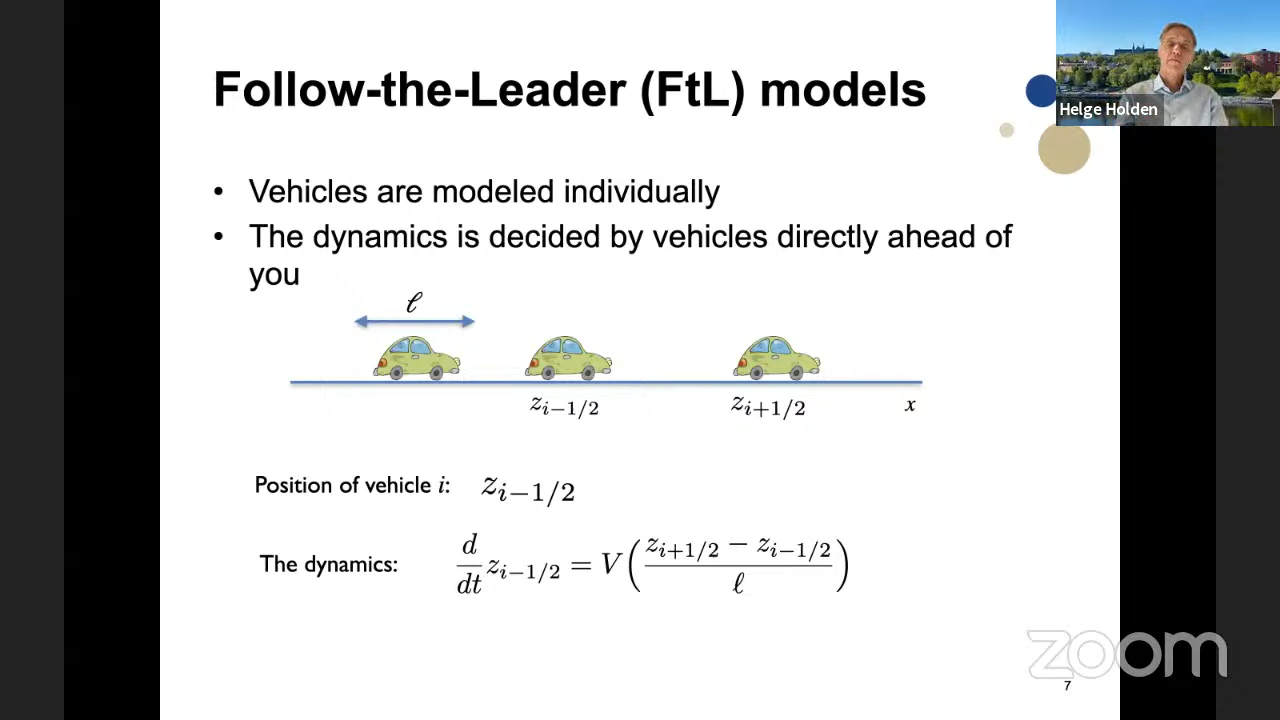 Follow-the-Leader (FtL) models
Helge Holden
• Vehicles are modeled individually
• The dynamics is decided by vehicles directly ahead of
you
ℓ
z_{i−1/2}
z_{i+1/2}
x
Position of vehicle i: z_{i−1/2}
The dynamics: d/dt z_{i−1/2} = V((z_{i+1/2} − z_{i−1/2})/ℓ)
zoom
7